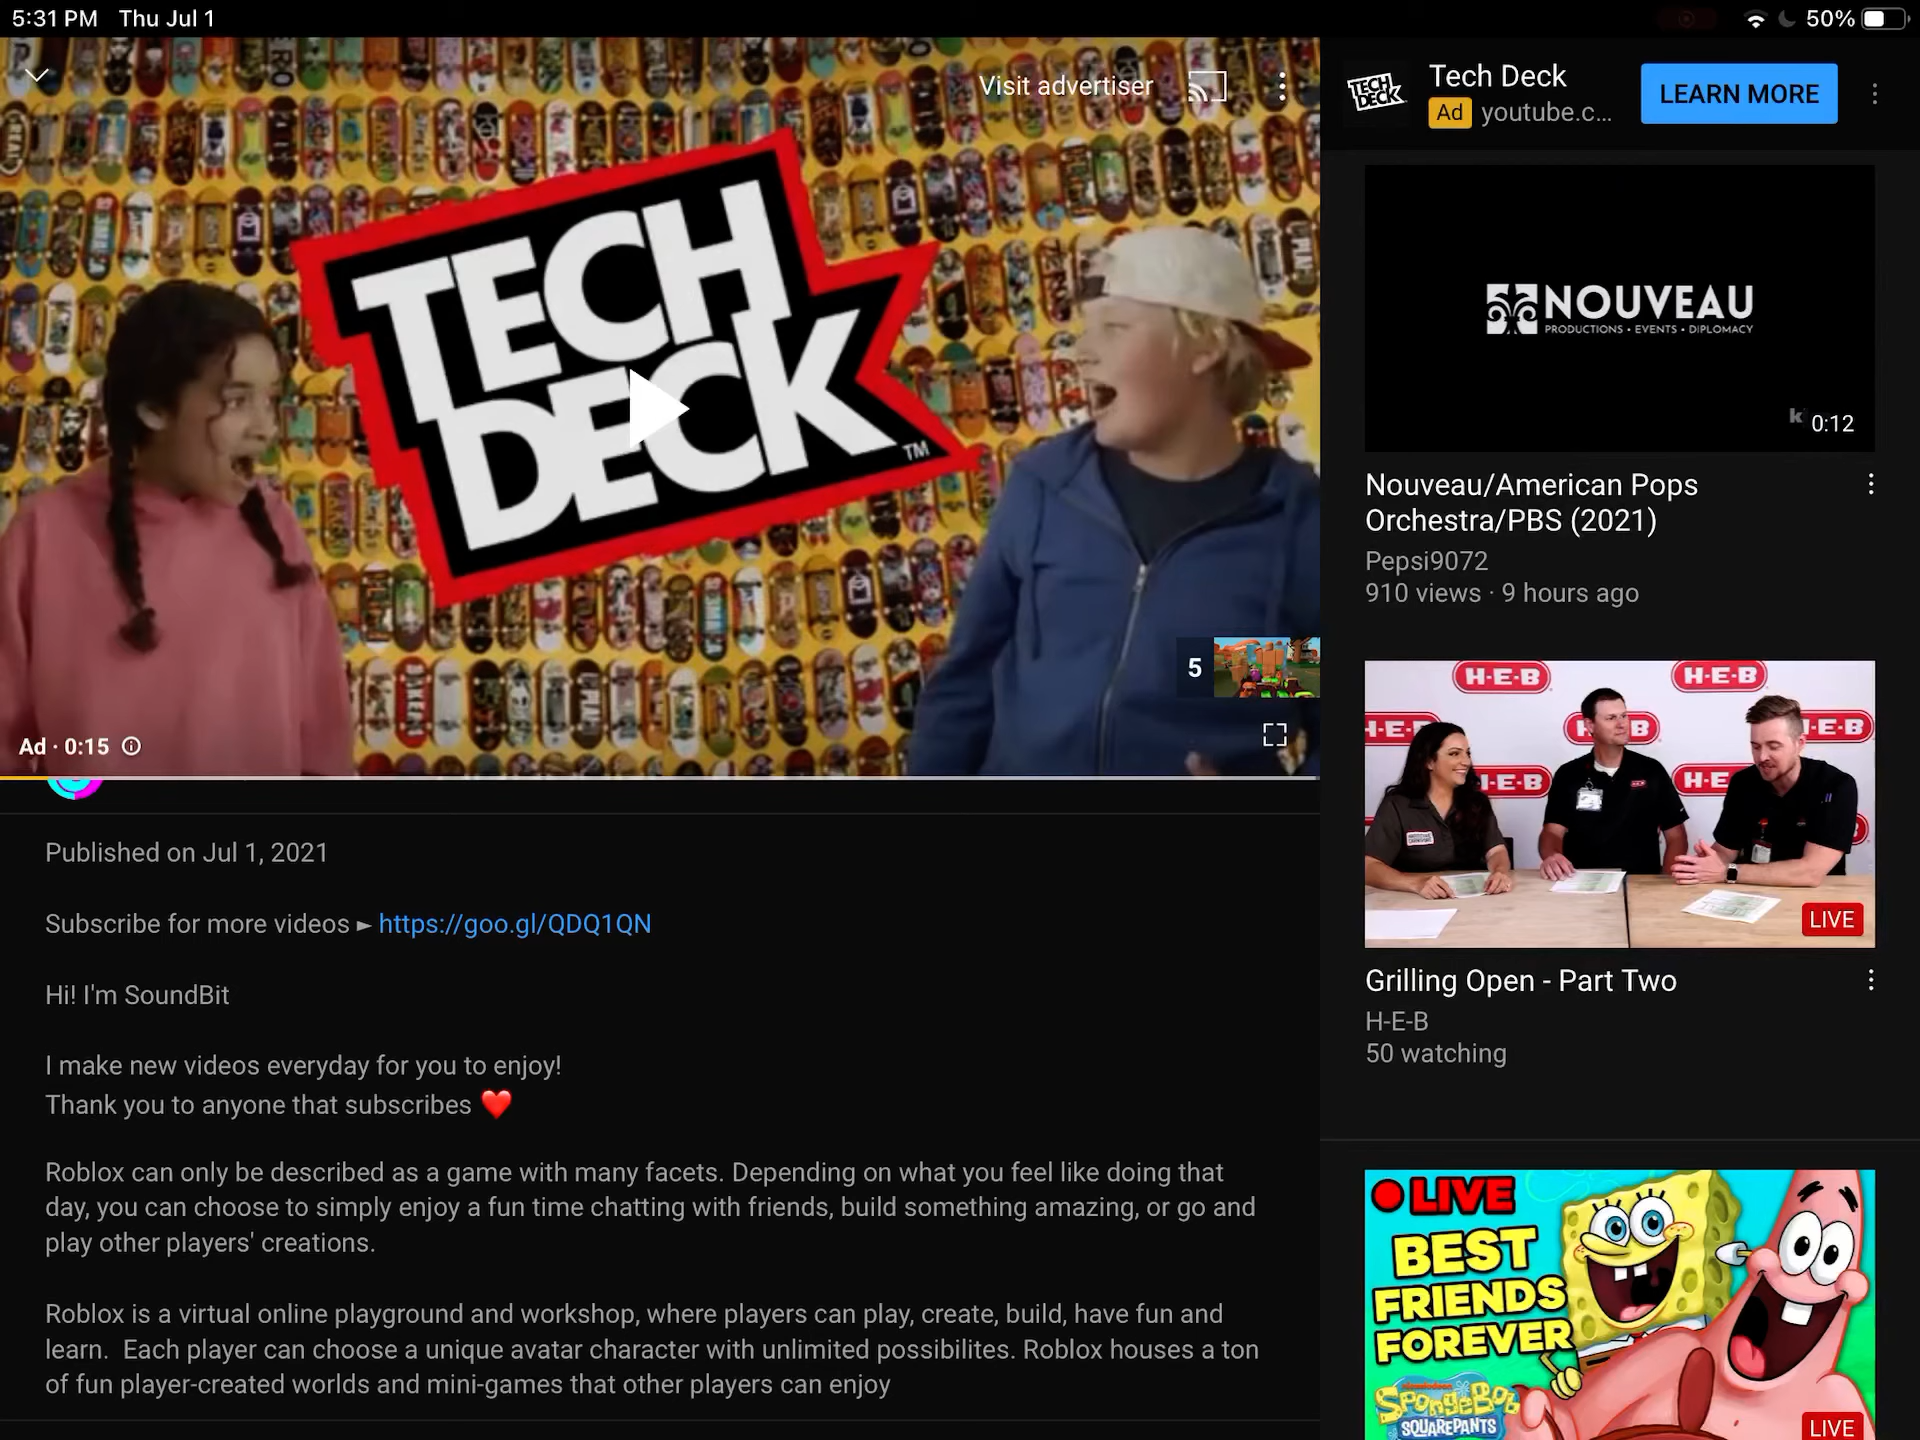 5:31 PM Thu Jul 1
50%
Visit advertiser
TECH
DECK
TM
5
Ad · 0:15
TECH
DECK
Tech Deck
Ad youtube.c...
LEARN MORE
NOUVEAU
PRODUCTIONS • EVENTS • DIPLOMACY
k
0:12
Nouveau/American Pops
Orchestra/PBS (2021)
Pepsi9072
910 views · 9 hours ago
H-E-B
H-E-B
LIVE
Grilling Open - Part Two
H-E-B
50 watching
LIVE
BEST
FRIENDS
FOREVER
nickelodeon
SpongeBob
SQUAREPANTS
LIVE
Published on Jul 1, 2021
Subscribe for more videos ► https://goo.gl/QDQ1QN
Hi! I'm SoundBit
I make new videos everyday for you to enjoy!
Thank you to anyone that subscribes ❤️
Roblox can only be described as a game with many facets. Depending on what you feel like doing that
day, you can choose to simply enjoy a fun time chatting with friends, build something amazing, or go and
play other players' creations.
Roblox is a virtual online playground and workshop, where players can play, create, build, have fun and
learn.  Each player can choose a unique avatar character with unlimited possibilites. Roblox houses a ton
of fun player-created worlds and mini-games that other players can enjoy